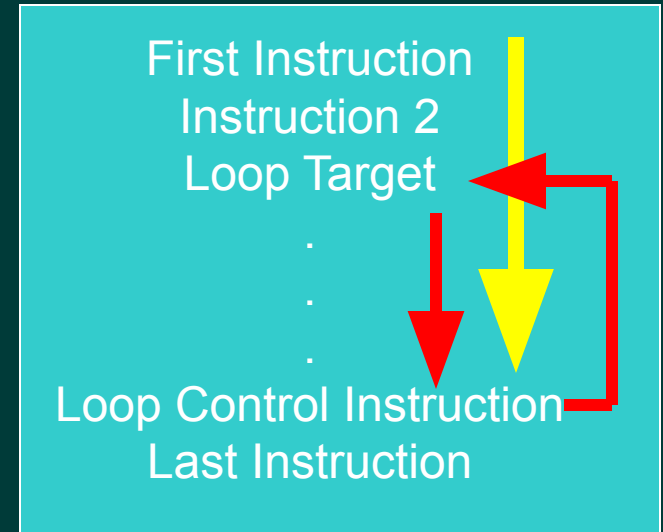 First Instruction
Instruction 2
Loop Target
.
.
.
Loop Control Instruction
Last Instruction